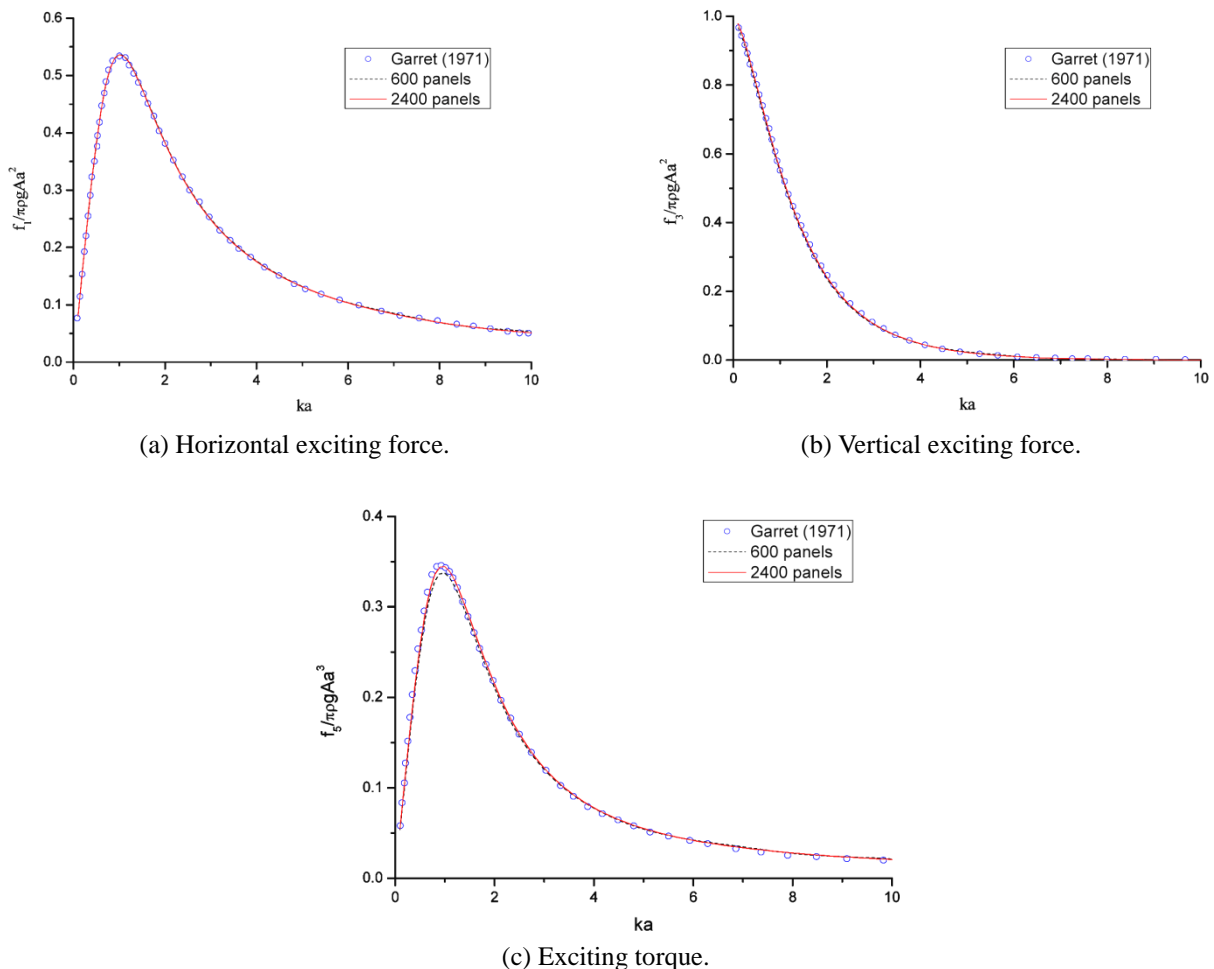 0.6
0.5
0.4
0.3
0.2
0.1
0.0
f₁/πρgAa²
0 2 4 6 8 10
ka
Garret (1971)
600 panels
2400 panels
(a) Horizontal exciting force.
1.0
0.8
0.6
0.4
0.2
0.0
f₃/πρgAa²
0 2 4 6 8 10
ka
Garret (1971)
600 panels
2400 panels
(b) Vertical exciting force.
0.4
0.3
0.2
0.1
0.0
f₅/πρgAa³
0 2 4 6 8 10
ka
Garret (1971)
600 panels
2400 panels
(c) Exciting torque.